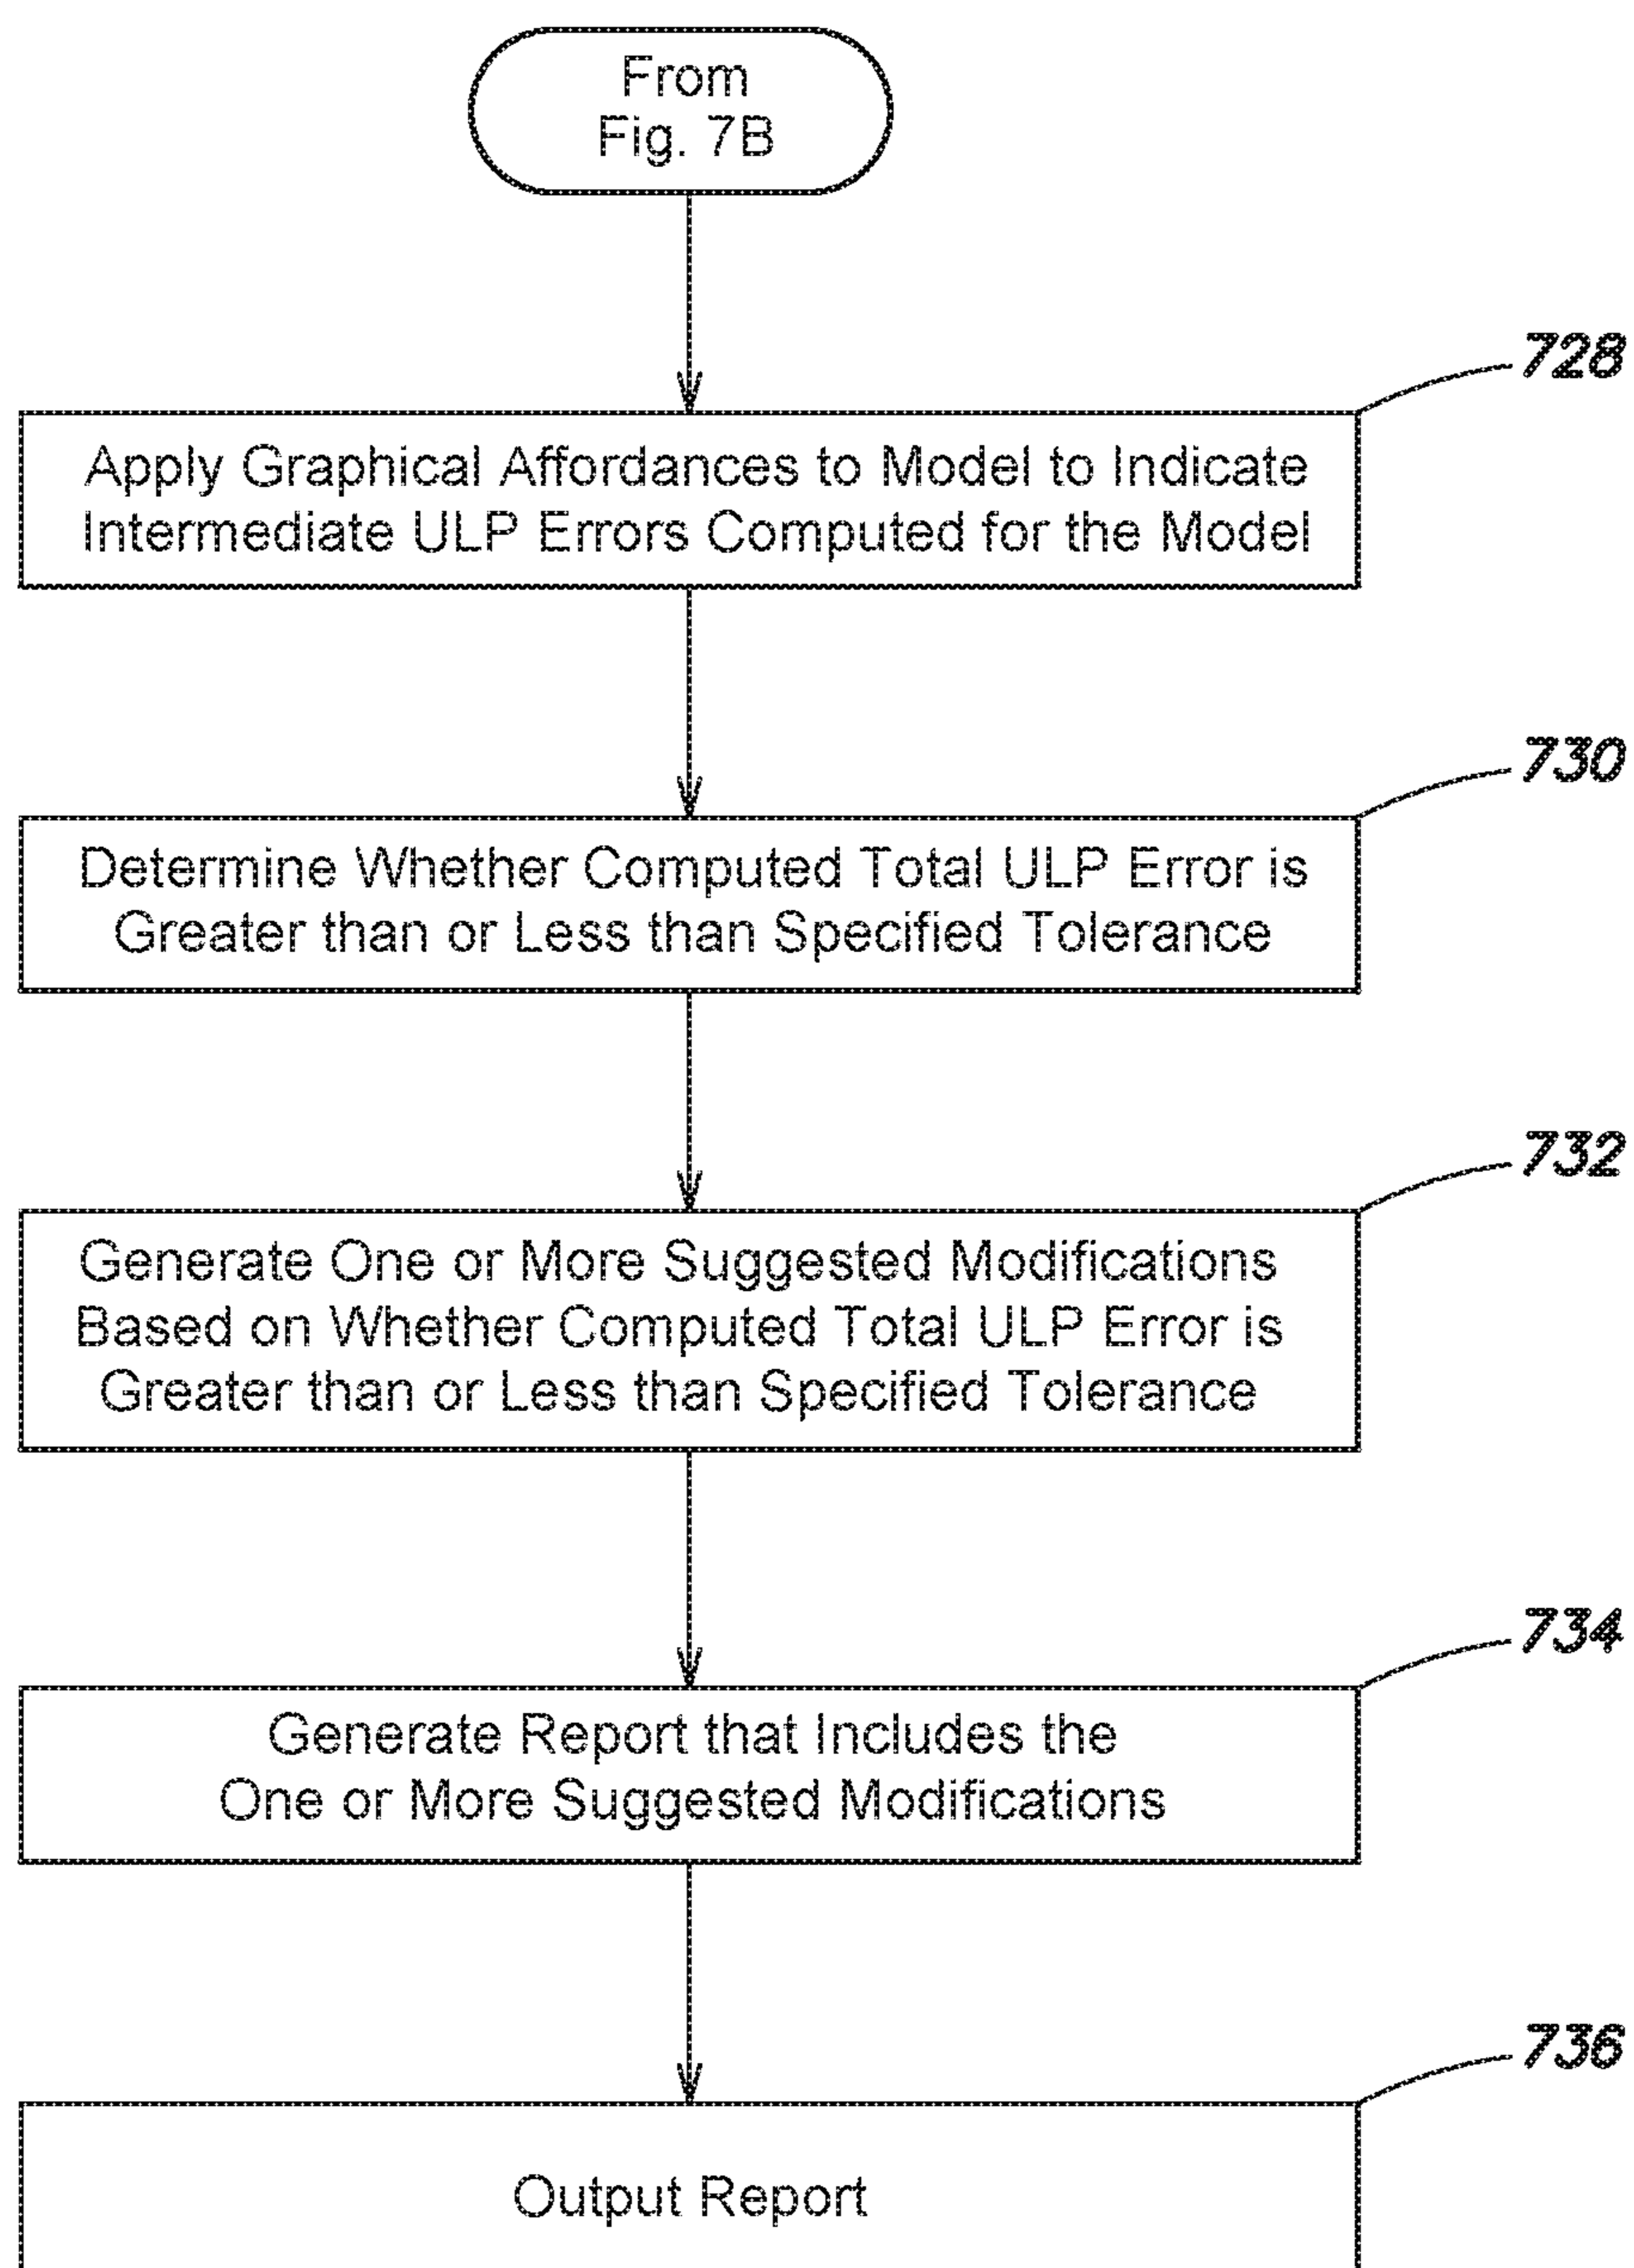 From
Fig. 7B
728
Apply Graphical Affordances to Model to Indicate
Intermediate ULP Errors Computed for the Model
730
Determine Whether Computed Total ULP Error is
Greater than or Less than Specified Tolerance
732
Generate One or More Suggested Modifications
Based on Whether Computed Total ULP Error is
Greater than or Less than Specified Tolerance
734
Generate Report that Includes the
One or More Suggested Modifications
736
Output Report